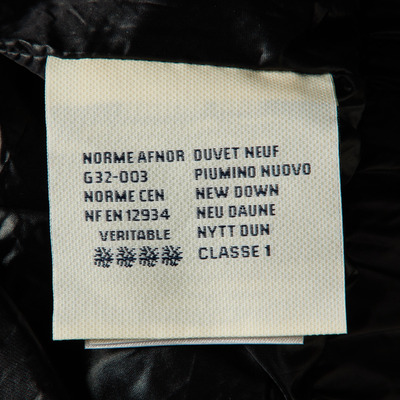 NORME AFNOR DUVET NEUF
G32-003 PIUMINO NUOVO
NORME CEN NEW DOWN
NF EN 12934 NEU DAUNE
VERITABLE NYTT DUN
CLASSE 1